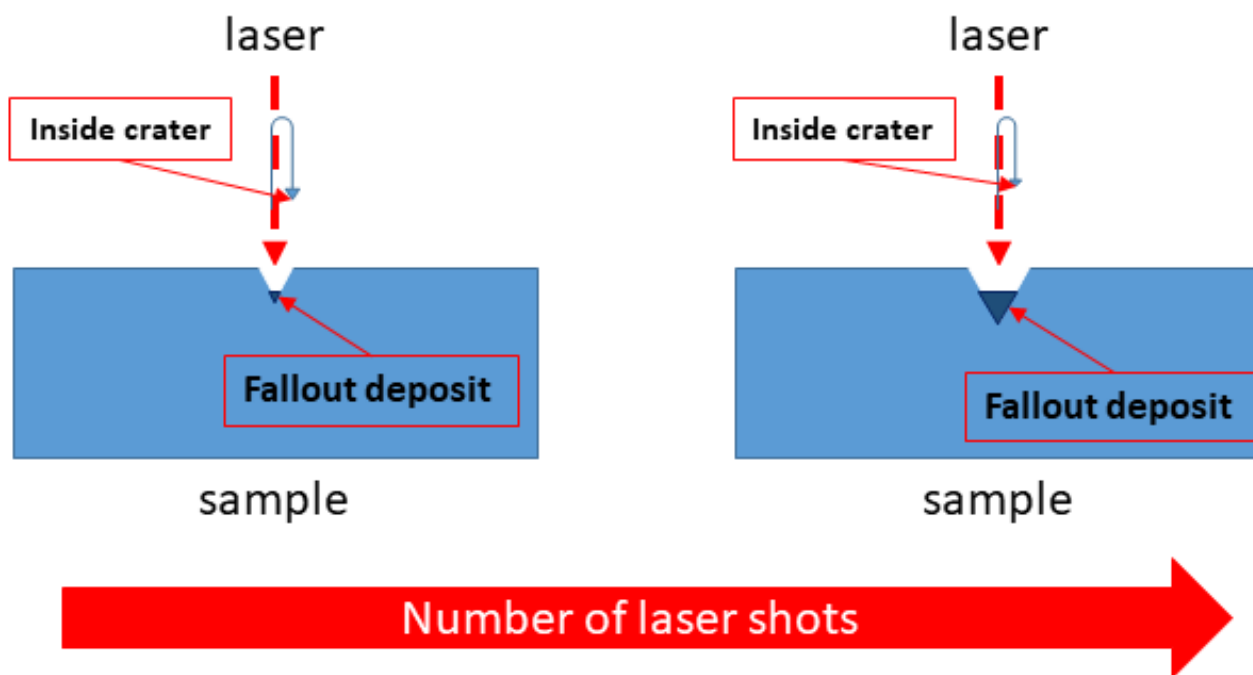 laser
Inside crater
Fallout deposit
sample
laser
Inside crater
Fallout deposit
sample
Number of laser shots